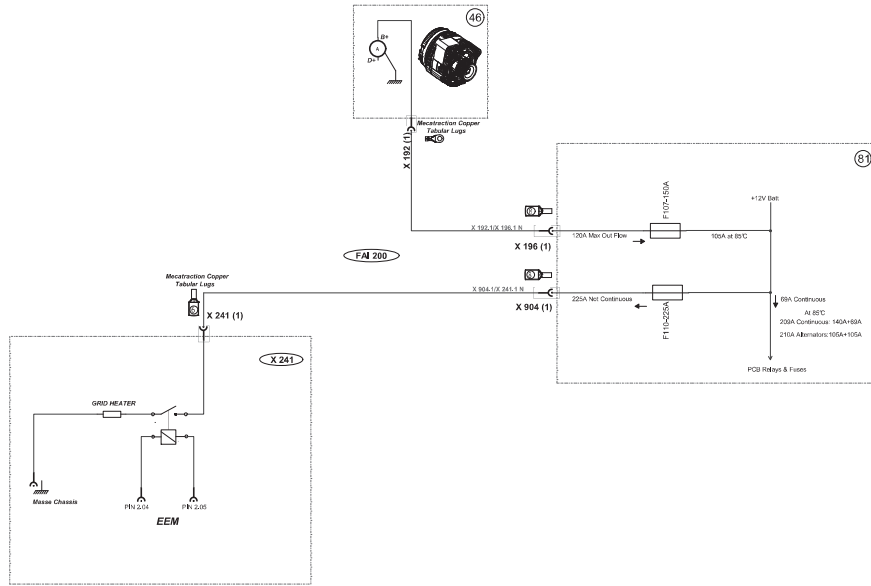 46
B+
A
D+
Mecatraction Copper
Tabular Lugs
X 192 (1)
81
F107-150A
+12V Batt
X 192.1/X 196.1 N
X 196 (1)
120A Max Out Flow
105A at 85°C
FAI 200
Mecatraction Copper
Tabular Lugs
X 904.1/X 241.1 N
X 904 (1)
225A Not Continuous
F110-225A
69A Continuous
At 85°C
209A Continuous: 140A+69A
210A Alternators:105A+105A
PCB Relays & Fuses
X 241 (1)
X 241
GRID HEATER
Masse Chassis
PIN 2.04
PIN 2.05
EEM